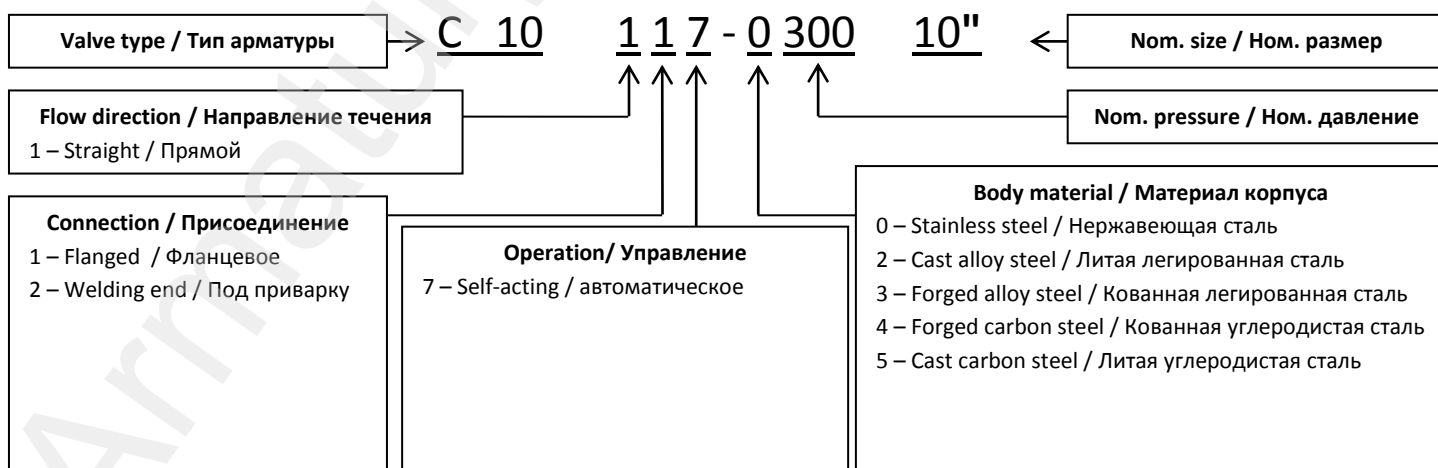 Valve type / Тип арматуры
C 10 1 1 7 - 0 300 10"
Nom. size / Ном. размер
Flow direction / Направление течения
1 – Straight / Прямой
Nom. pressure / Ном. давление
Connection / Присоединение
1 – Flanged / Фланцевое
2 – Welding end / Под приварку
Operation/ Управление
7 – Self-acting / автоматическое
Body material / Материал корпуса
0 – Stainless steel / Нержавеющая сталь
2 – Cast alloy steel / Литая легированная сталь
3 – Forged alloy steel / Кованная легированная сталь
4 – Forged carbon steel / Кованная углеродистая сталь
5 – Cast carbon steel / Литая углеродистая сталь
Armatu